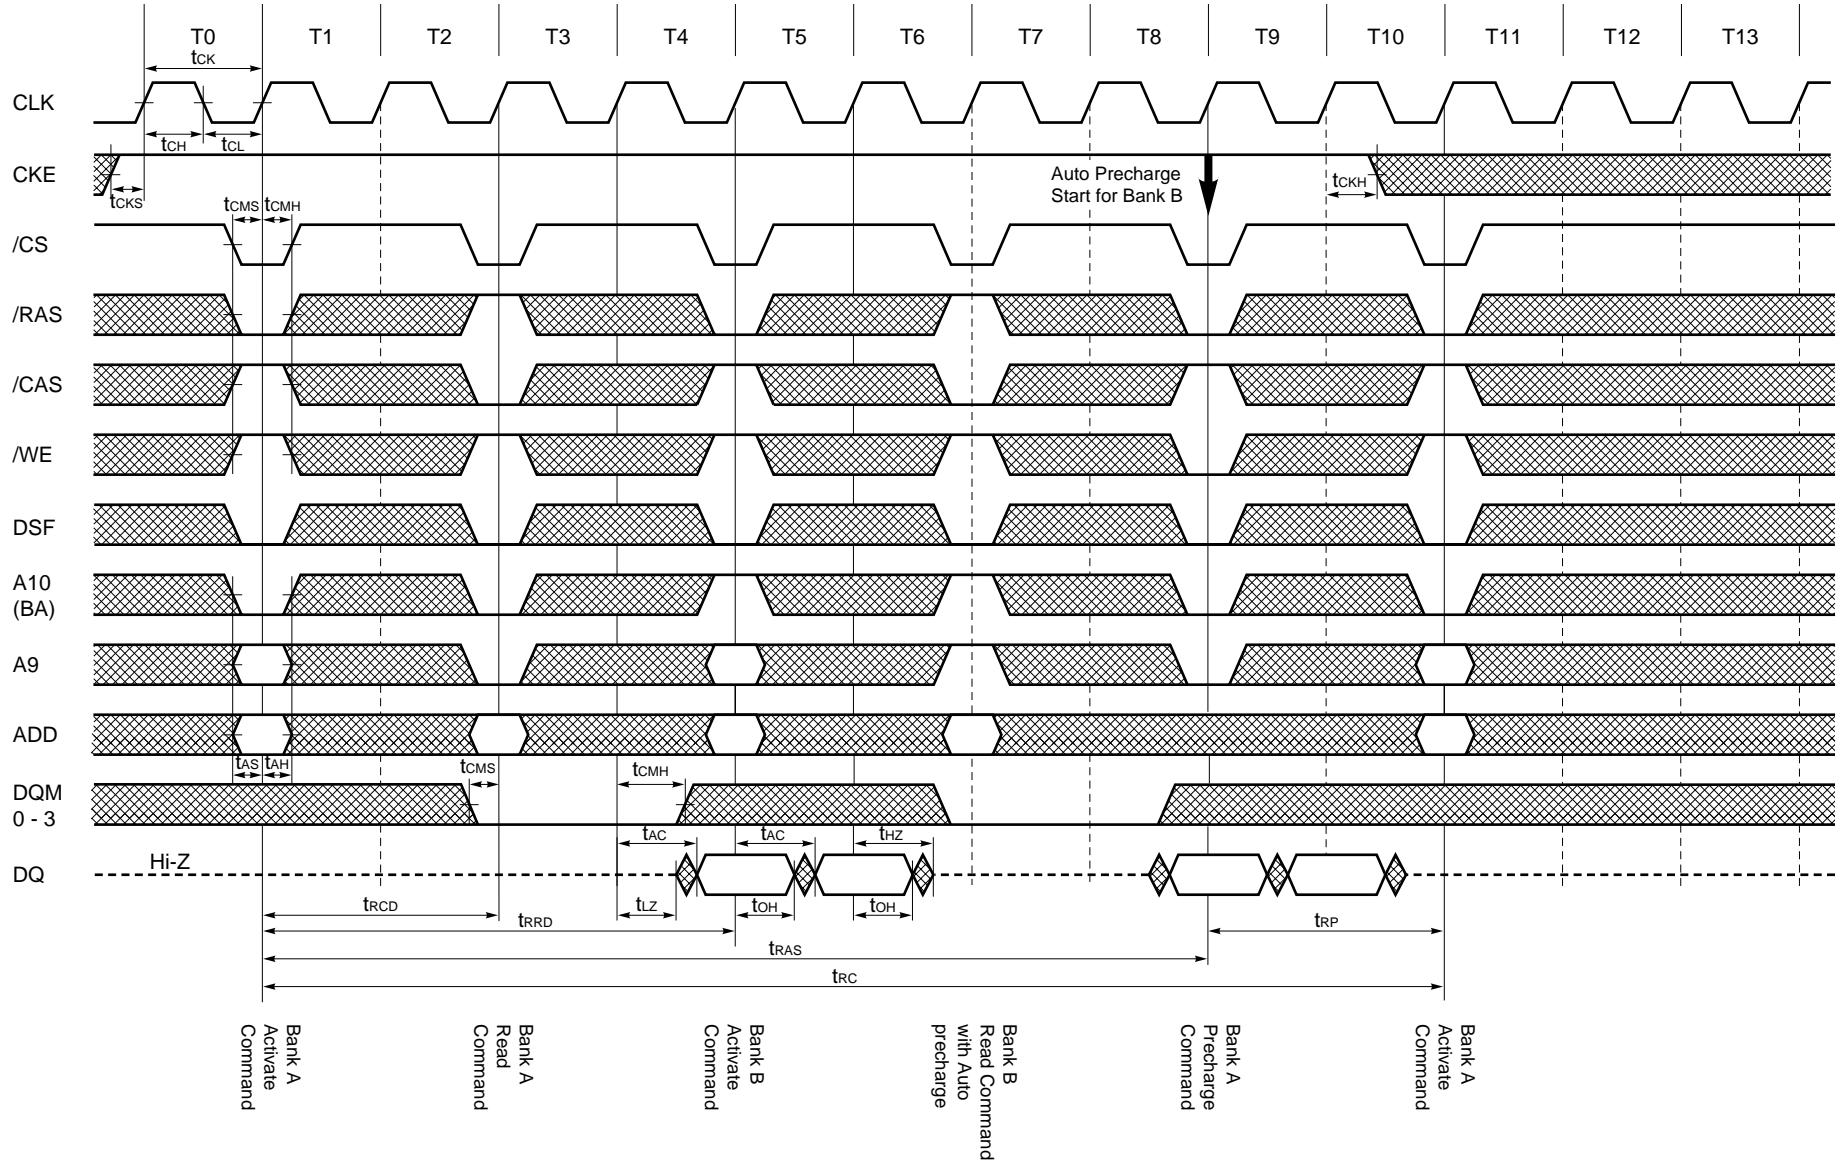 T0 T1 T2 T3 T4 T5 T6 T7 T8 T9 T10 T11 T12 T13
tCK
CLK
tCH tCL
CKE
Auto Precharge
Start for Bank B
tCKH
tCKS
tCMS tCMH
/CS
/RAS
/CAS
/WE
DSF
A10
(BA)
A9
ADD
tAS tAH tCMS tCMH
DQM
0 - 3
tAC tAC tHZ
Hi-Z
DQ
tRCD tLZ tOH tOH
tRRD tRP
tRAS
tRC
Bank A
Activate
Command
Bank A
Read
Command
Bank B
Activate
Command
Bank B
Read Command
with Auto
precharge
Bank A
Precharge
Command
Bank A
Activate
Command